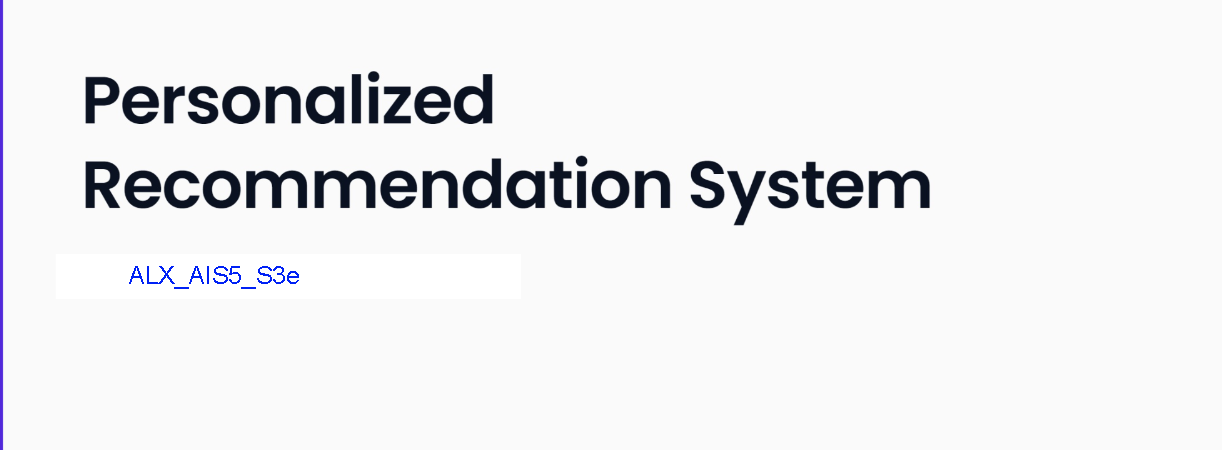 Personalized
Recommendation System
ALX_AIS5_S3e